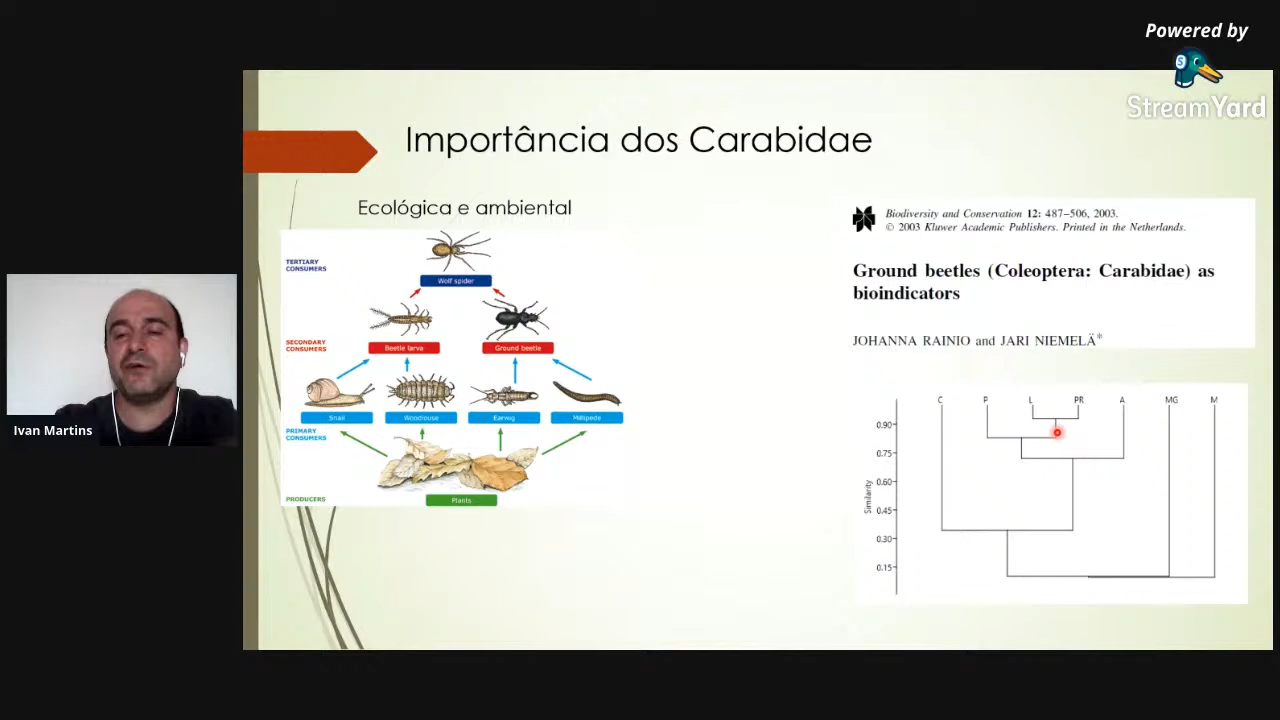 Powered by
StreamYard
Importância dos Carabidae
Ecológica e ambiental
TERTIARY
CONSUMERS
Wolf spider
SECONDARY
CONSUMERS
Beetle larva
Ground beetle
Snail
Woodlouse
Earwig
Millipede
PRIMARY
CONSUMERS
PRODUCERS
Plants
Biodiversity and Conservation 12: 487–506, 2003.
© 2003 Kluwer Academic Publishers. Printed in the Netherlands.
Ground beetles (Coleoptera: Carabidae) as
bioindicators
JOHANNA RAINIO and JARI NIEMELÄ*
C P L PR A MG M
0.90
0.75
0.60
0.45
0.30
0.15
Similarity
Ivan Martins